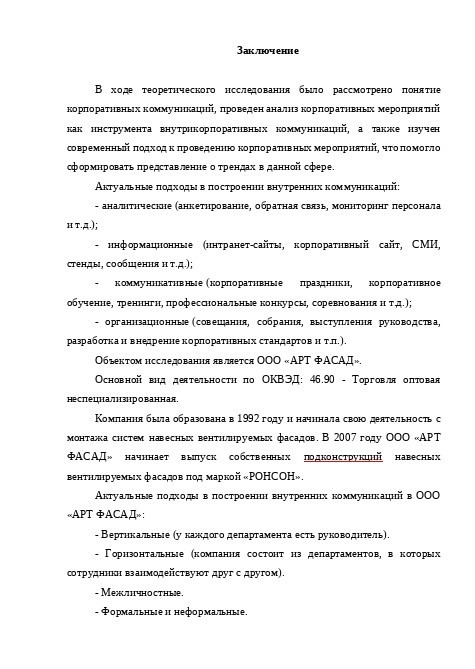 Заключение
В ходе теоретического исследования было рассмотрено понятие
корпоративных коммуникаций, проведен анализ корпоративных мероприятий
как инструмента внутрикорпоративных коммуникаций, а также изучен
современный подход к проведению корпоративных мероприятий, что помогло
сформировать представление о трендах в данной сфере.
Актуальные подходы в построении внутренних коммуникаций:
- аналитические (анкетирование, обратная связь, мониторинг персонала
и т.д.);
- информационные (интранет-сайты, корпоративный сайт, СМИ,
стенды, сообщения и т.д.);
- коммуникативные (корпоративные праздники, корпоративное
обучение, тренинги, профессиональные конкурсы, соревнования и т.д.);
- организационные (совещания, собрания, выступления руководства,
разработка и внедрение корпоративных стандартов и т.п.).
Объектом исследования является ООО «АРТ ФАСАД».
Основной вид деятельности по ОКВЭД: 46.90 - Торговля оптовая
неспециализированная.
Компания была образована в 1992 году и начинала свою деятельность с
монтажа систем навесных вентилируемых фасадов. В 2007 году ООО «АРТ
ФАСАД» начинает выпуск собственных подконструкций навесных
вентилируемых фасадов под маркой «РОНСОН».
Актуальные подходы в построении внутренних коммуникаций в ООО
«АРТ ФАСАД»:
- Вертикальные (у каждого департамента есть руководитель).
- Горизонтальные (компания состоит из департаментов, в которых
сотрудники взаимодействуют друг с другом).
- Межличностные.
- Формальные и неформальные.